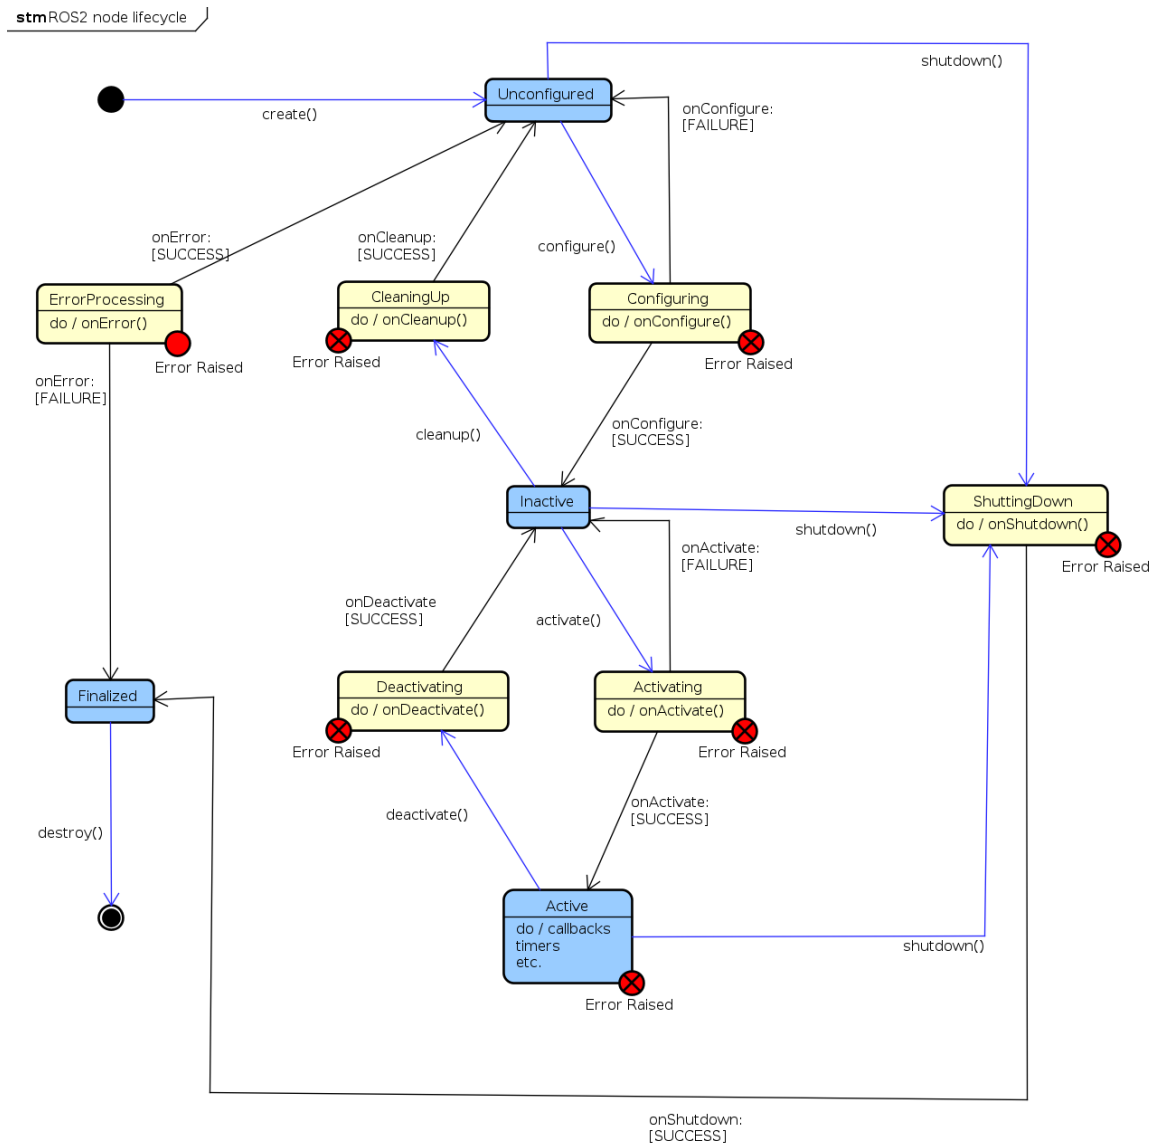 stm ROS2 node lifecycle
shutdown()
Unconfigured
create()
onConfigure:
[FAILURE]
onError:
[SUCCESS]
onCleanup:
[SUCCESS]
configure()
ErrorProcessing
do / onError()
Error Raised
CleaningUp
do / onCleanup()
Error Raised
Configuring
do / onConfigure()
Error Raised
onError:
[FAILURE]
cleanup()
onConfigure:
[SUCCESS]
Inactive
shutdown()
ShuttingDown
do / onShutdown()
Error Raised
onActivate:
[FAILURE]
onDeactivate
[SUCCESS]
activate()
Finalized
Deactivating
do / onDeactivate()
Error Raised
Activating
do / onActivate()
Error Raised
destroy()
deactivate()
onActivate:
[SUCCESS]
Active
do / callbacks
timers
etc.
Error Raised
shutdown()
onShutdown:
[SUCCESS]